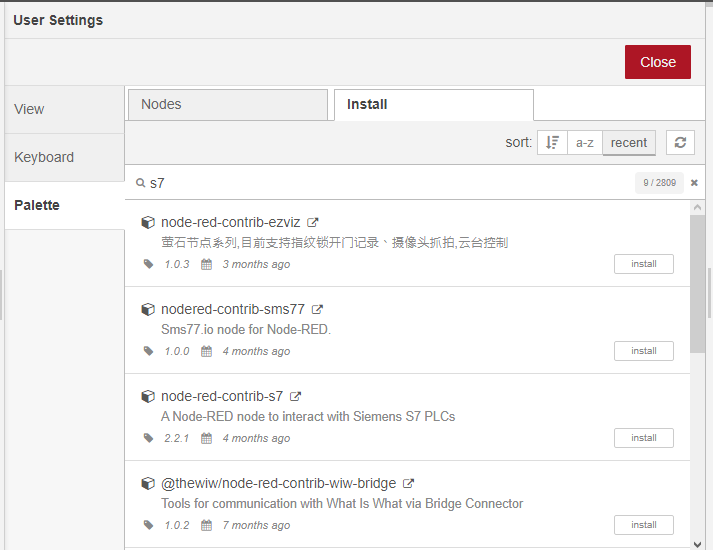 User Settings
Close
View
Keyboard
Palette
Nodes
Install
sort:
a-z
recent
s7
9 / 2809
node-red-contrib-ezviz
萤石节点系列,目前支持指纹锁开门记录、摄像头抓拍,云台控制
1.0.3
3 months ago
install
nodered-contrib-sms77
Sms77.io node for Node-RED.
1.0.0
4 months ago
install
node-red-contrib-s7
A Node-RED node to interact with Siemens S7 PLCs
2.2.1
4 months ago
install
@thewiw/node-red-contrib-wiw-bridge
Tools for communication with What Is What via Bridge Connector
1.0.2
7 months ago
install